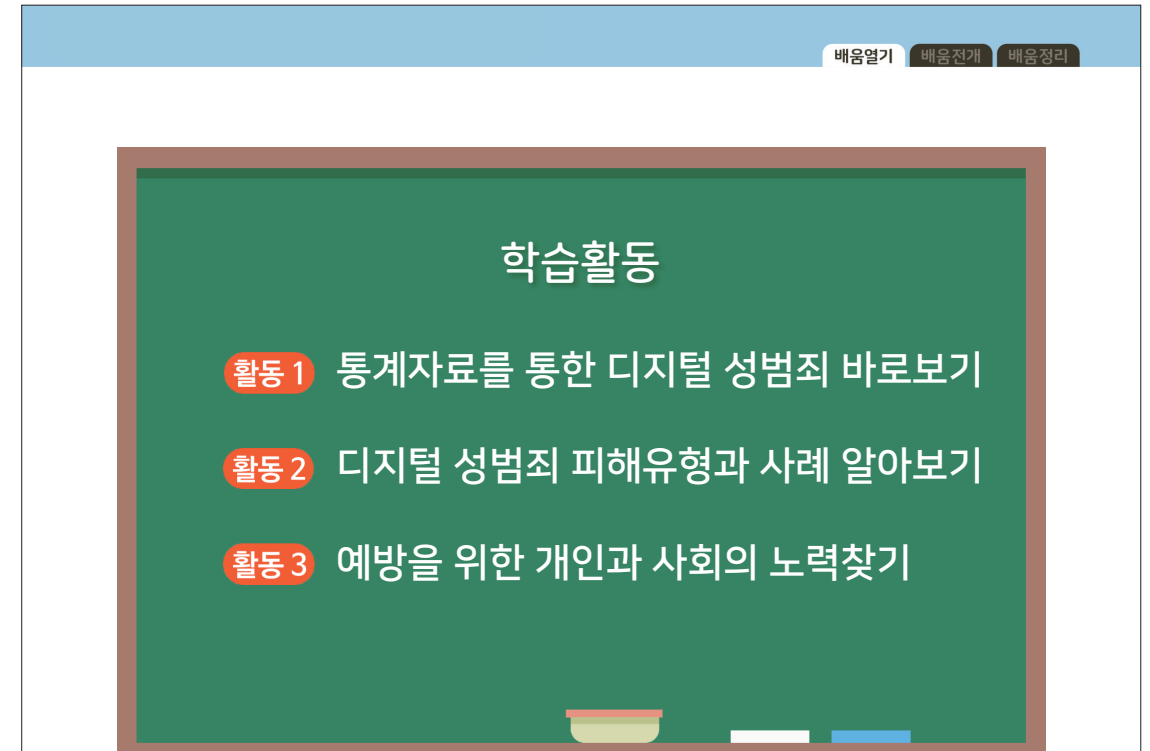 배움열기 배움전개 배움정리
학습활동
활동 1 통계자료를 통한 디지털 성범죄 바로보기
활동 2 디지털 성범죄 피해유형과 사례 알아보기
활동 3 예방을 위한 개인과 사회의 노력찾기